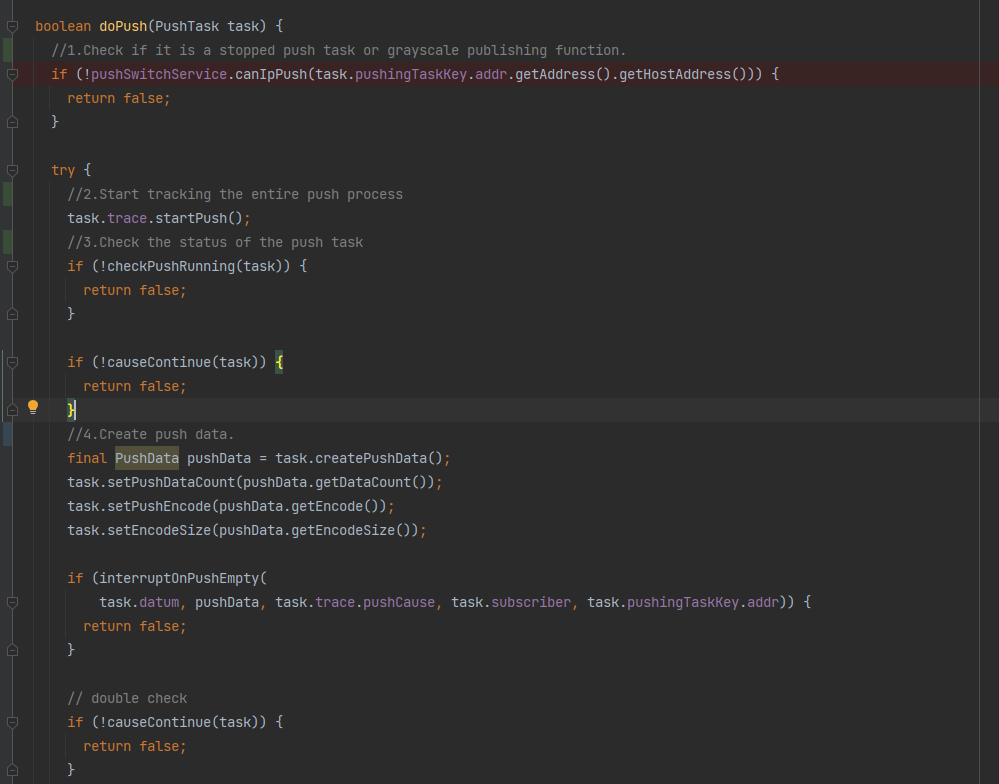 boolean doPush(PushTask task) {
//1.Check if it is a stopped push task or grayscale publishing function.
if (!pushSwitchService.canIpPush(task.pushingTaskKey.addr.getAddress().getHostAddress())) {
return false;
}
try {
//2.Start tracking the entire push process
task.trace.startPush();
//3.Check the status of the push task
if (!checkPushRunning(task)) {
return false;
}
if (!causeContinue(task)) {
return false;
}
//4.Create push data.
final PushData pushData = task.createPushData();
task.setPushDataCount(pushData.getDataCount());
task.setPushEncode(pushData.getEncode());
task.setEncodeSize(pushData.getEncodeSize());
if (interruptOnPushEmpty(
task.datum, pushData, task.trace.pushCause, task.subscriber, task.pushingTaskKey.addr)) {
return false;
}
// double check
if (!causeContinue(task)) {
return false;
}